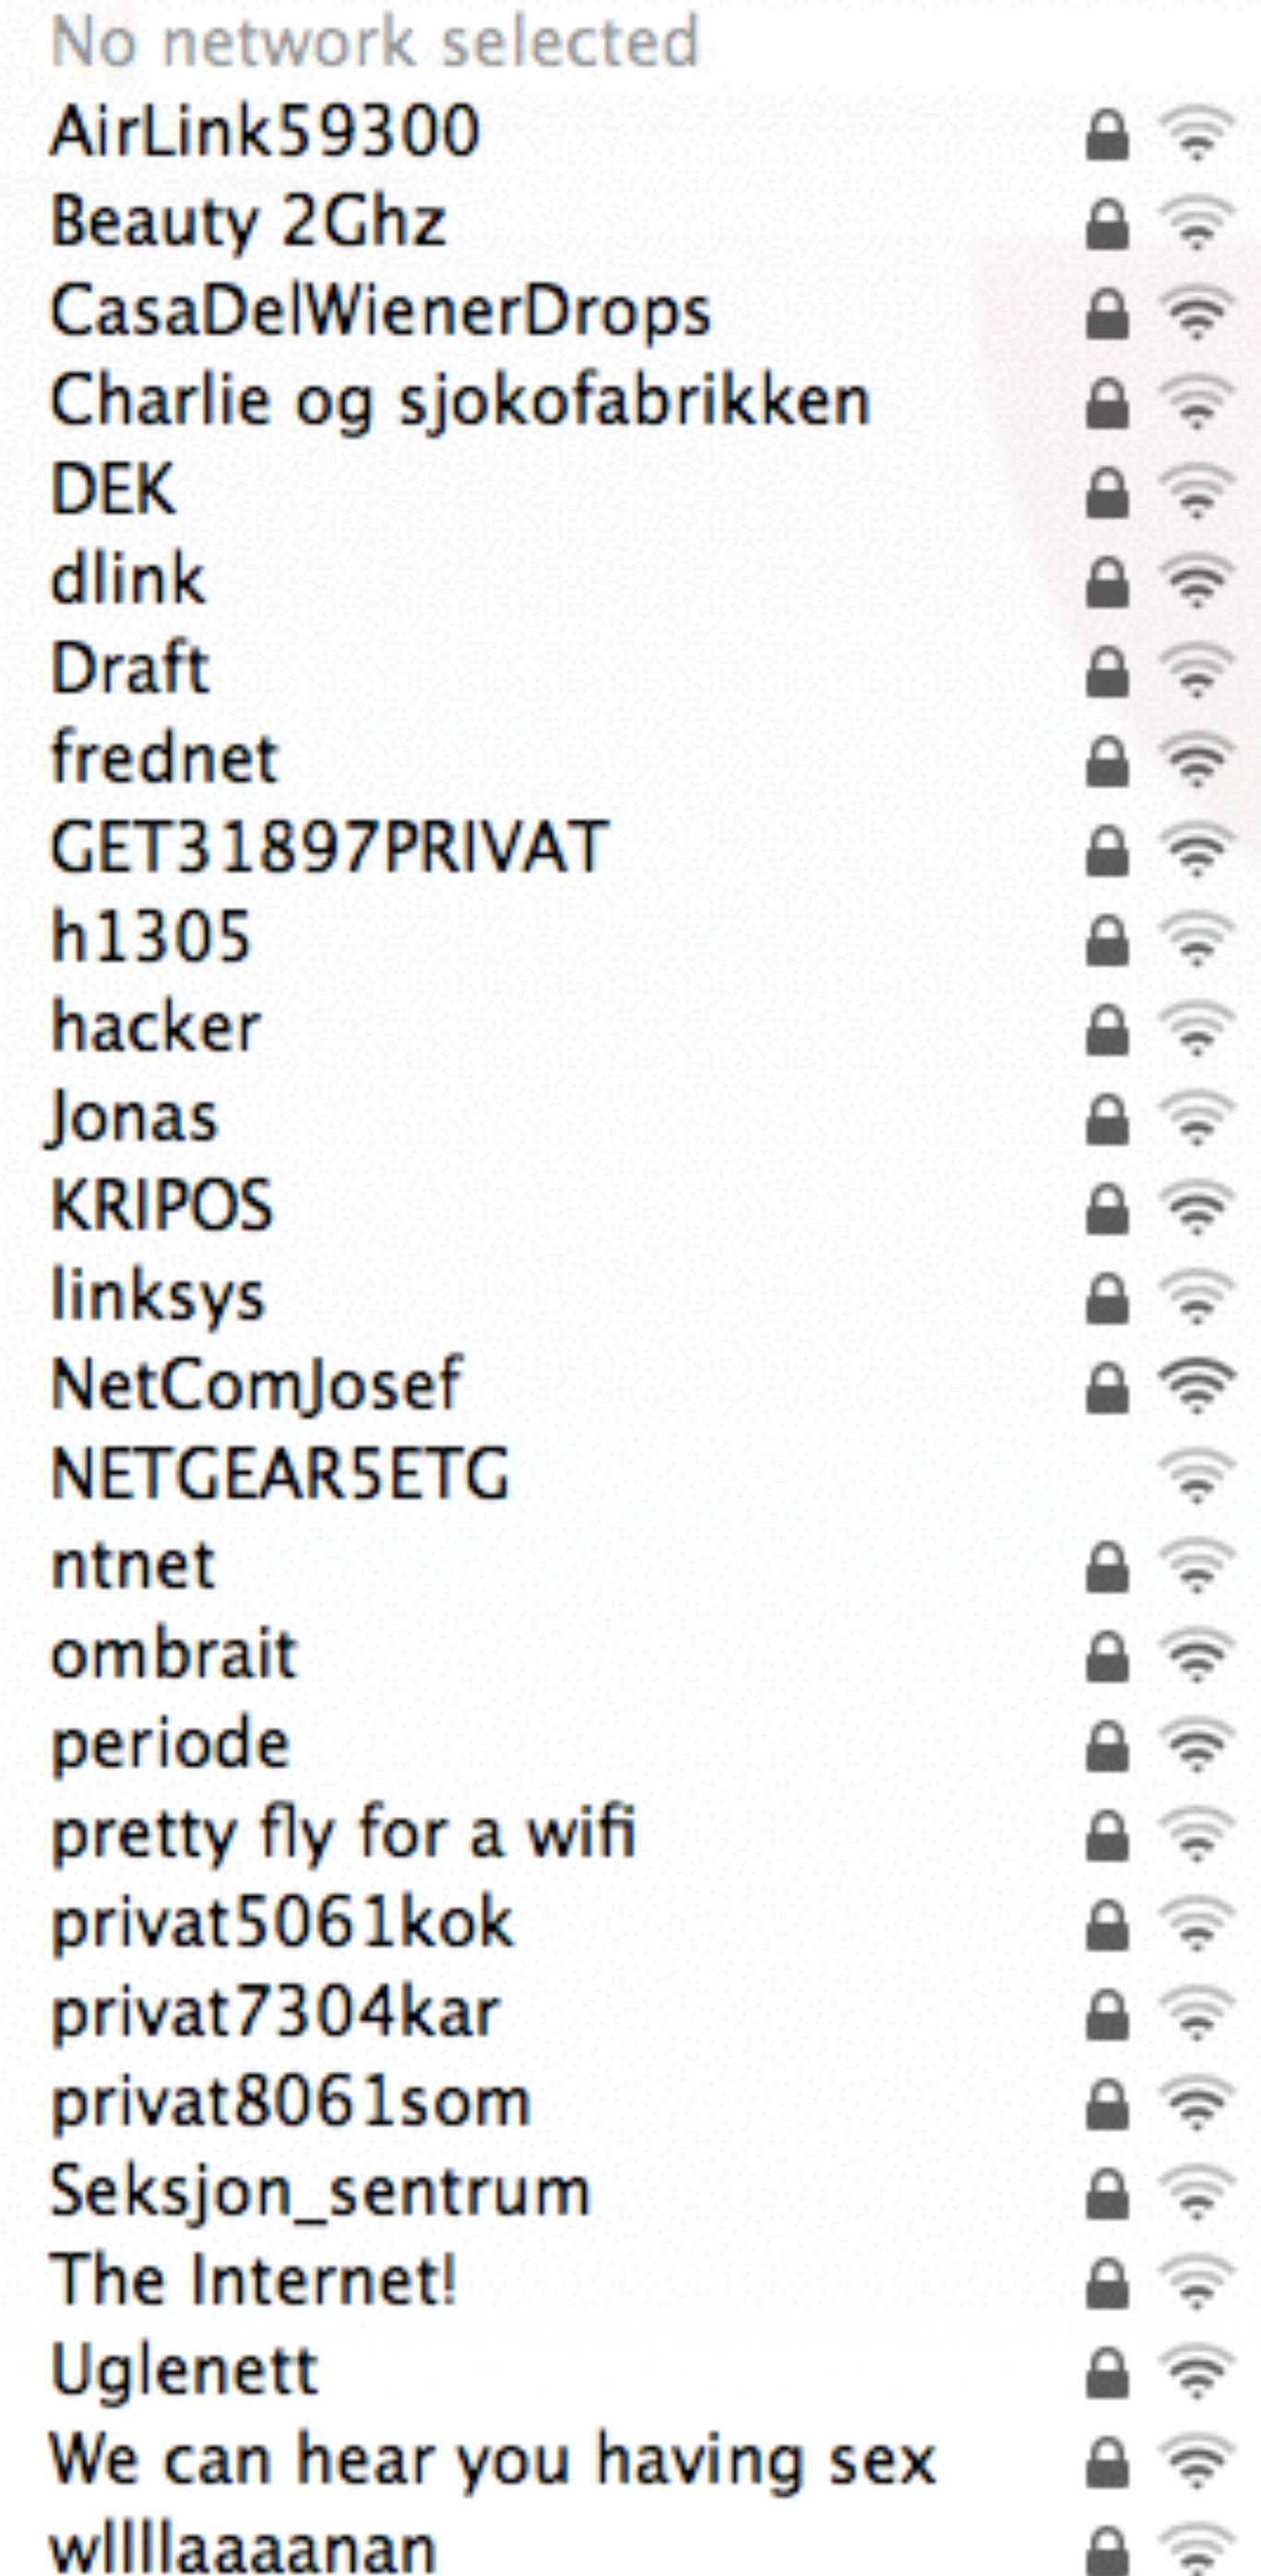 No network selected
AirLink59300
Beauty 2Ghz
CasaDelWienerDrops
Charlie og sjokofabrikken
DEK
dlink
Draft
frednet
GET31897PRIVAT
h1305
hacker
Jonas
KRIPOS
linksys
NetComJosef
NETGEAR5ETG
ntnet
ombrait
periode
pretty fly for a wifi
privat5061kok
privat7304kar
privat8061som
Seksjon_sentrum
The Internet!
Uglenett
We can hear you having sex
wllllaaaanan